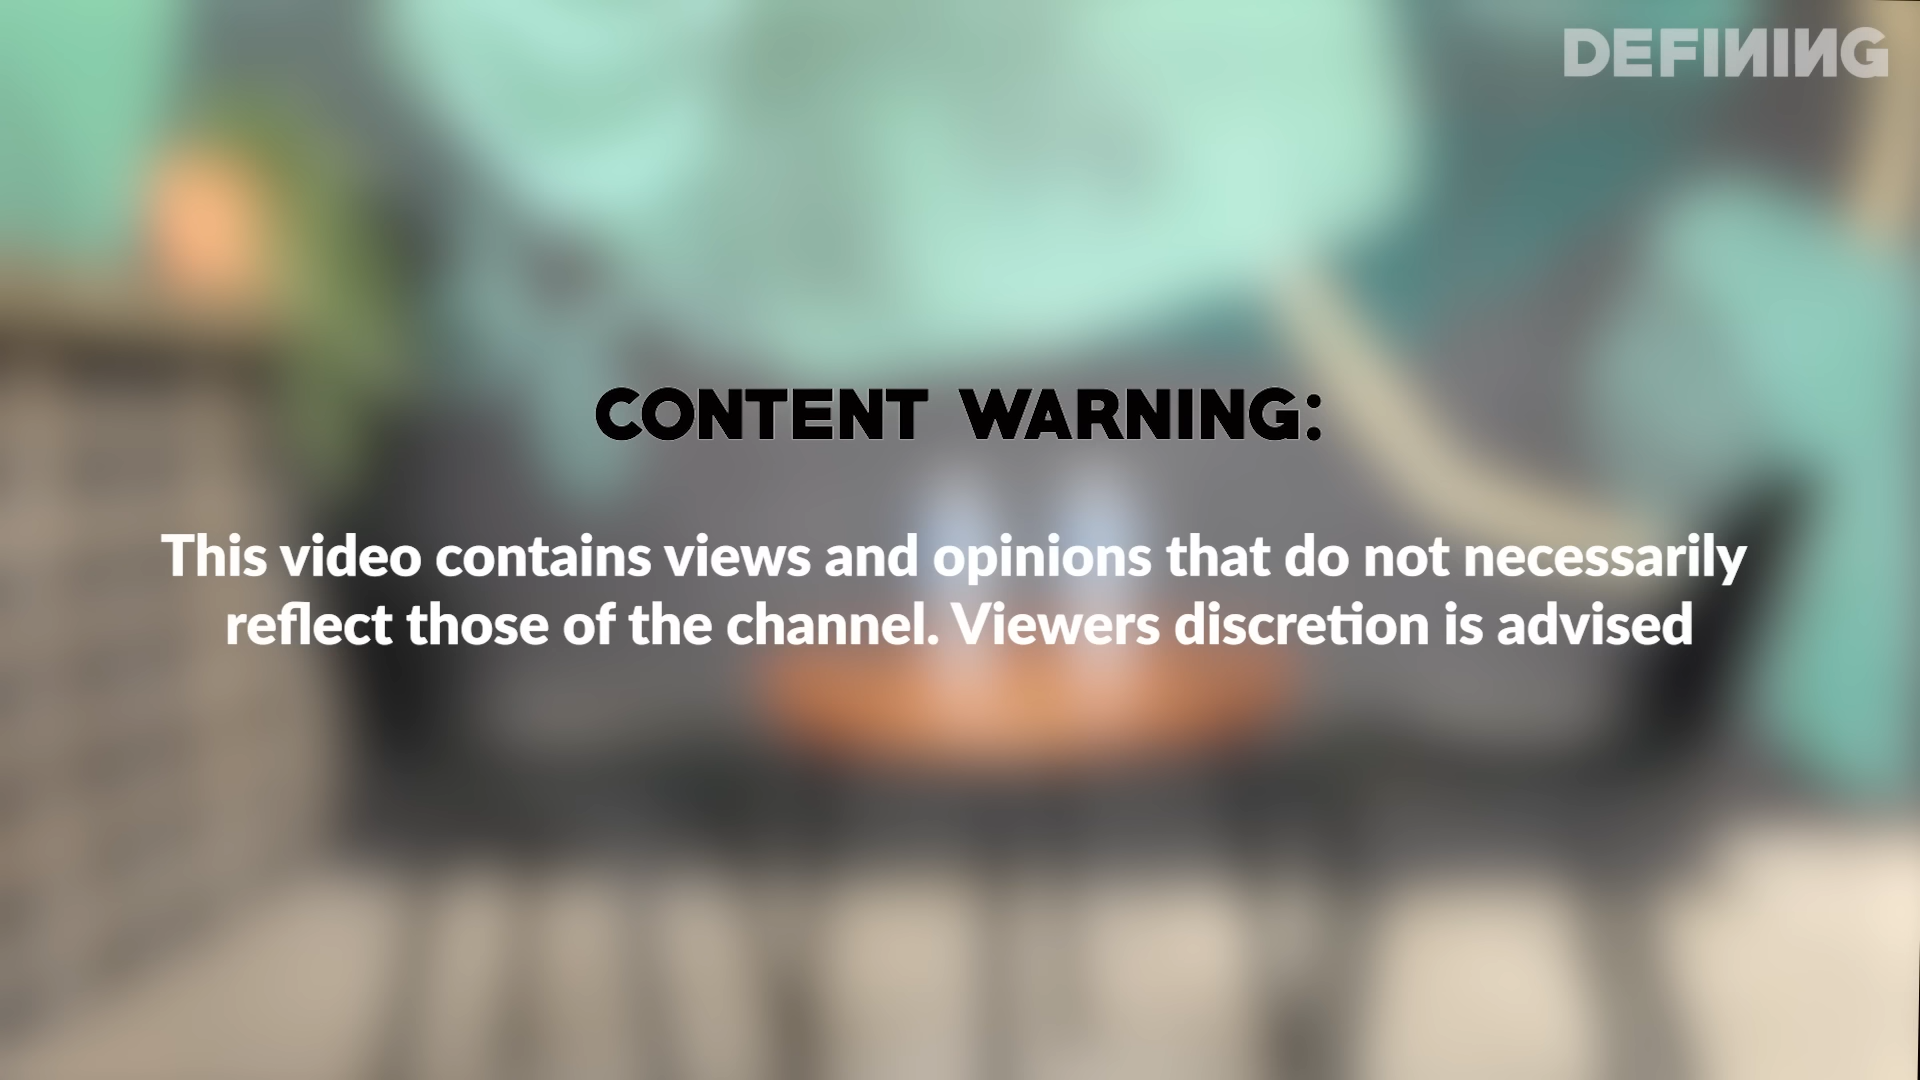 DEFINING
CONTENT WARNING:
This video contains views and opinions that do not necessarily
reflect those of the channel. Viewers discretion is advised